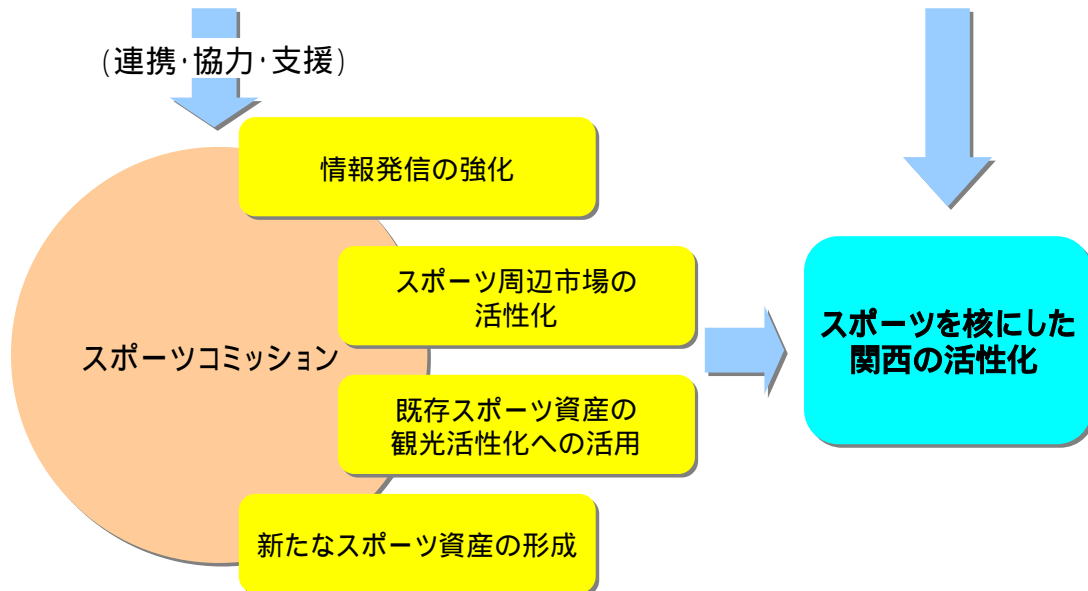 (連携･協力･支援)
情報発信の強化
スポーツ周辺市場の
活性化
スポーツコミッション
スポーツを核にした
関西の活性化
既存スポーツ資産の
観光活性化への活用
新たなスポーツ資産の形成